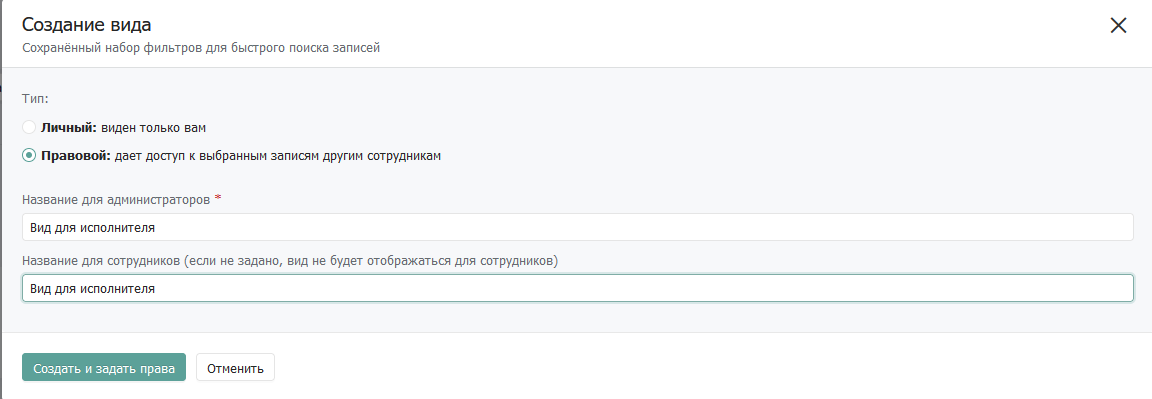 Создание вида
Сохранённый набор фильтров для быстрого поиска записей
Тип:
Личный: виден только вам
Правовой: дает доступ к выбранным записям другим сотрудникам
Название для администраторов *
Вид для исполнителя
Название для сотрудников (если не задано, вид не будет отображаться для сотрудников)
Вид для исполнителя
Создать и задать права Отменить